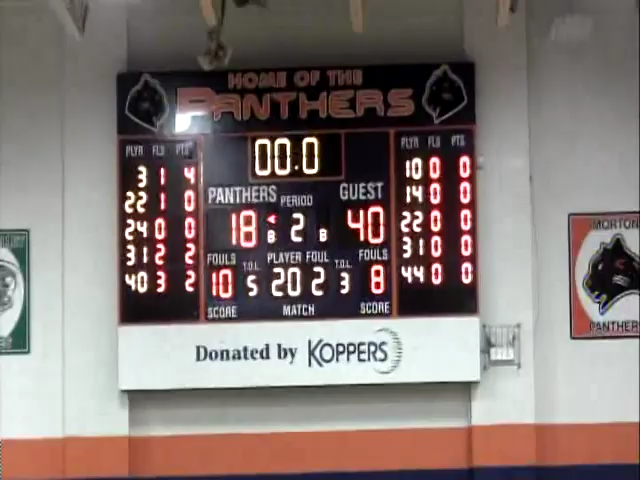 HOME OF THE
PANTHERS
PLYR FLS PTS
3 1 4
22 1 0
24 0 0
31 2 2
40 3 2
00.0
PANTHERS PERIOD GUEST
18 B 2 B 40
FOULS T.O.L PLAYER FOUL T.O.L FOULS
10 5 20 2 3 8
SCORE MATCH SCORE
PLYR FLS PTS
10 0 0
14 0 0
22 0 0
31 0 0
44 0 0
Donated by KOPPERS
MORTON
PANTHERS